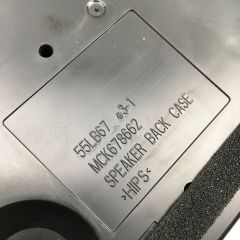 55LB67 #3-1
MCK678662
SPEAKER BACK CASE
>HIPS<